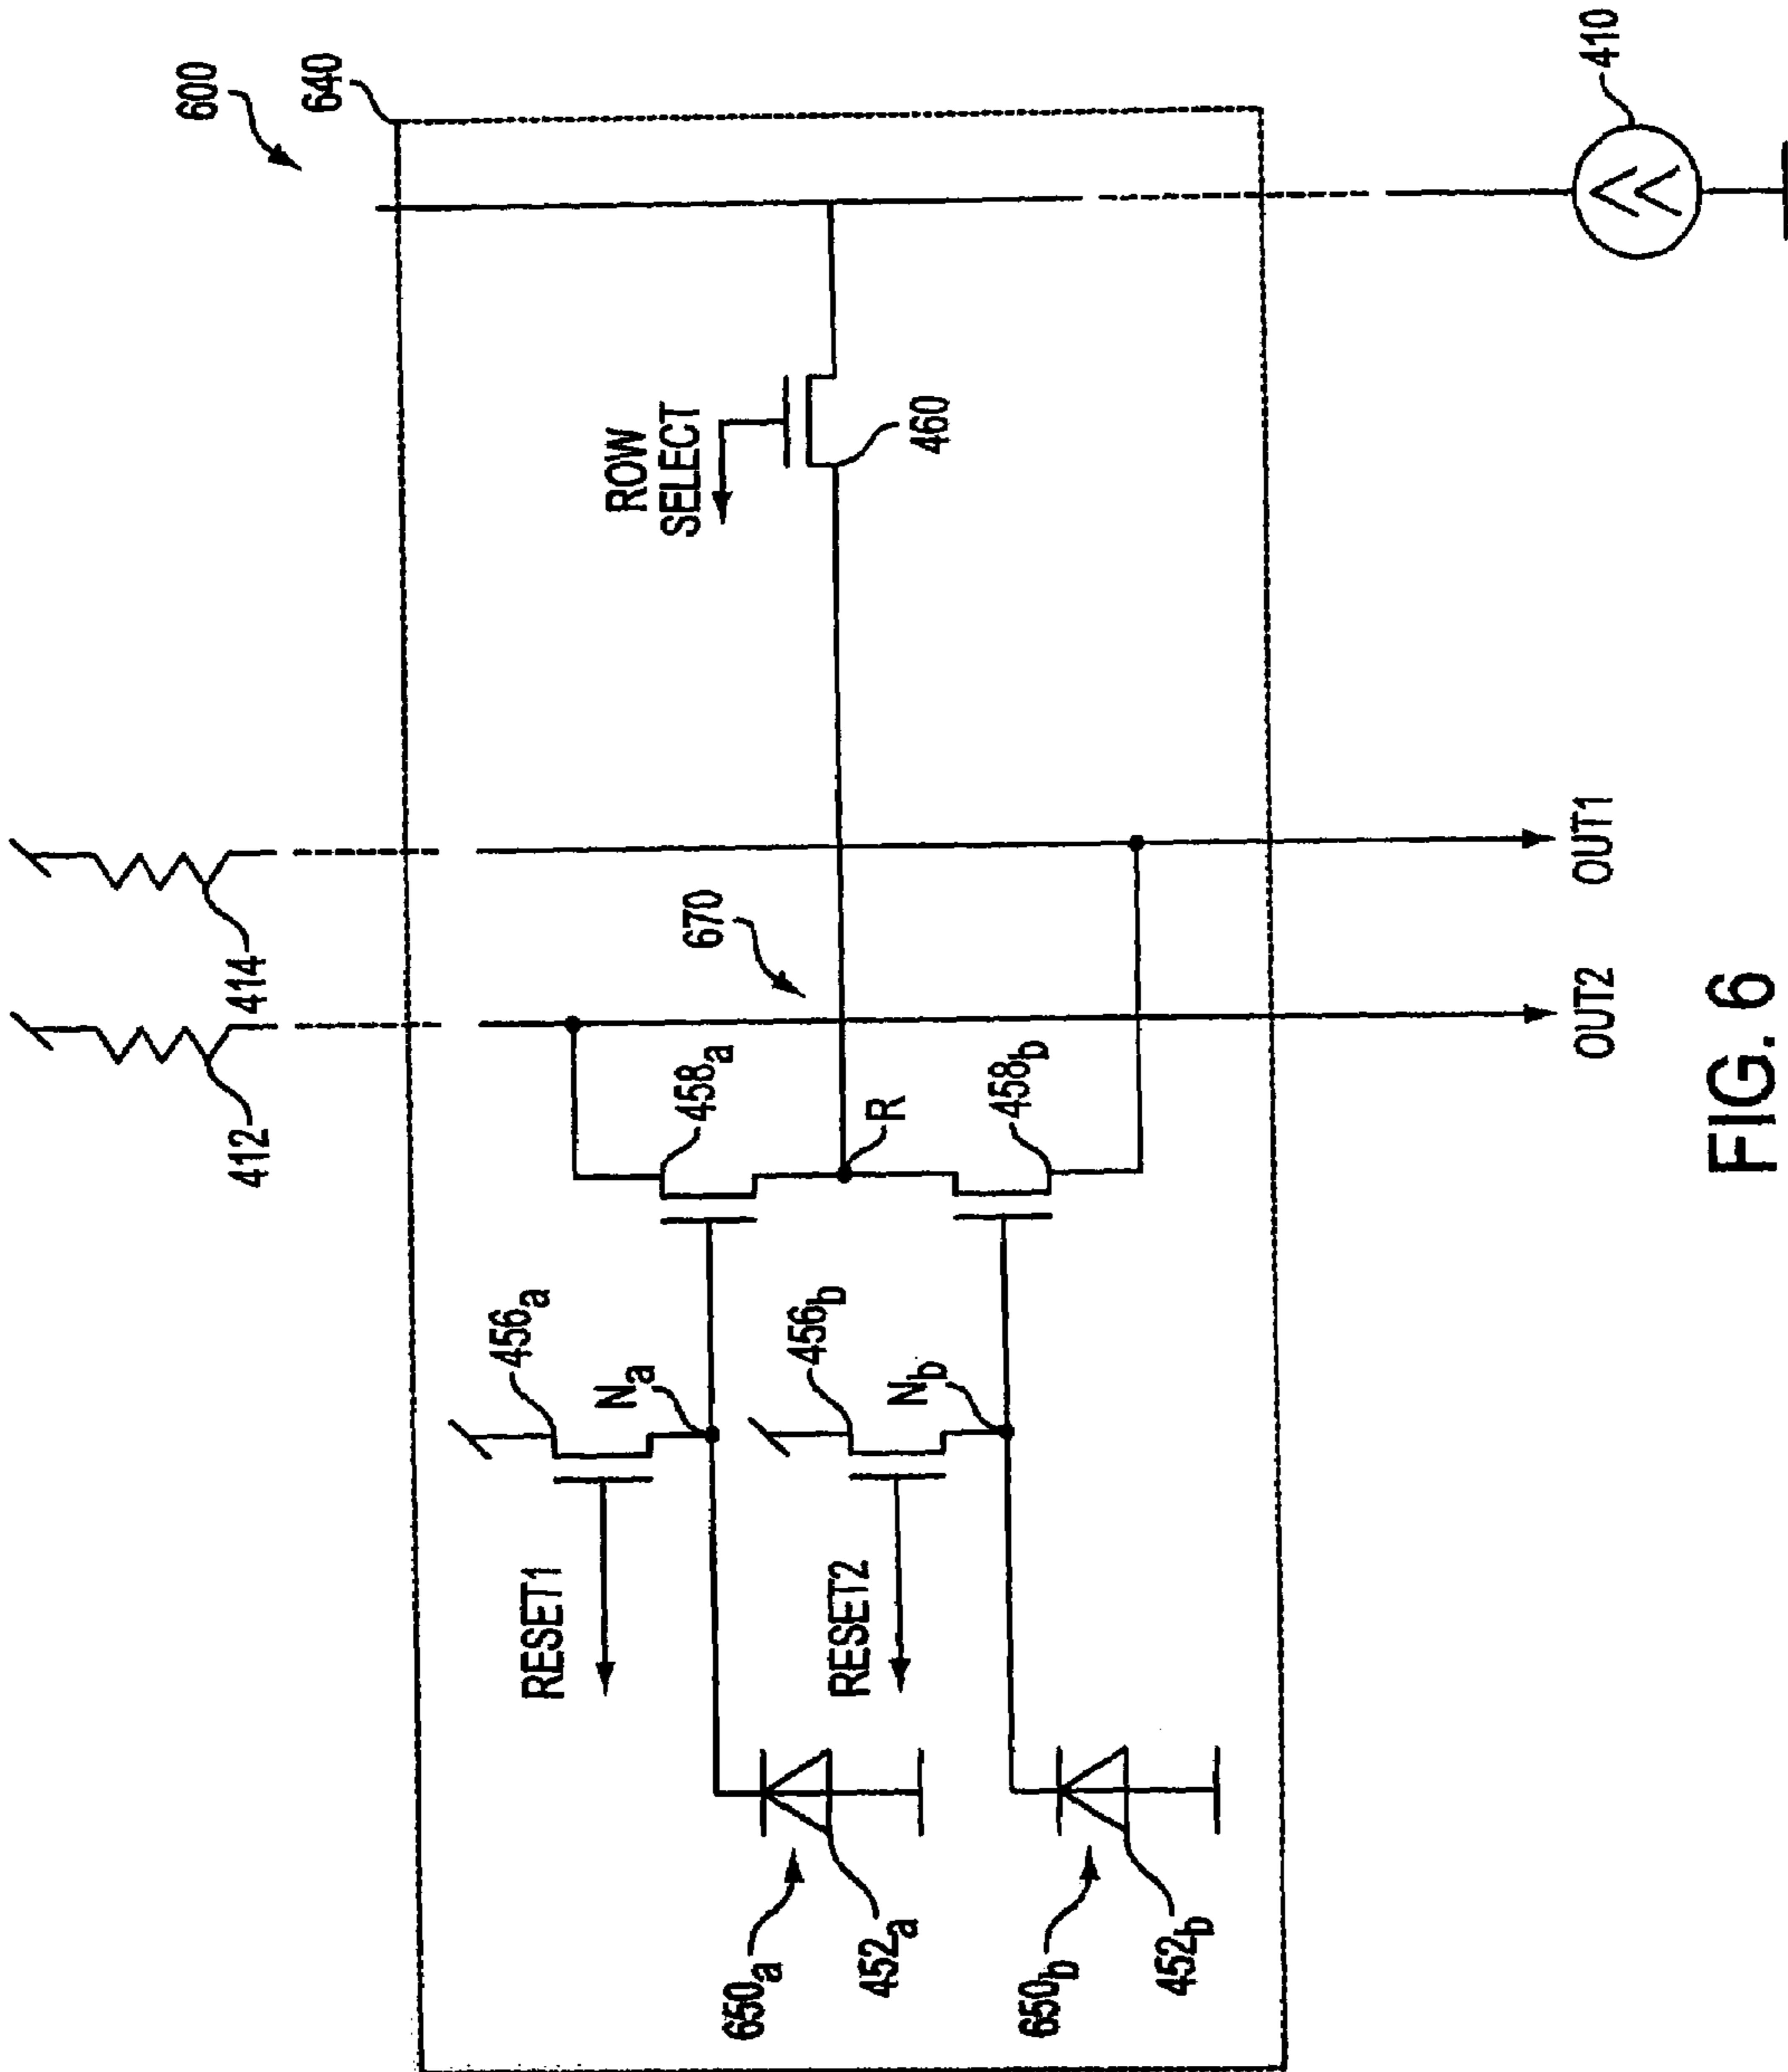 600
640
410
ROW
SELECT
460
414
412
670
OUT1
OUT2
458a
R
458b
456a
Na
456b
Nb
RESET1
RESET2
650a
452a
650b
452b
FIG. 6